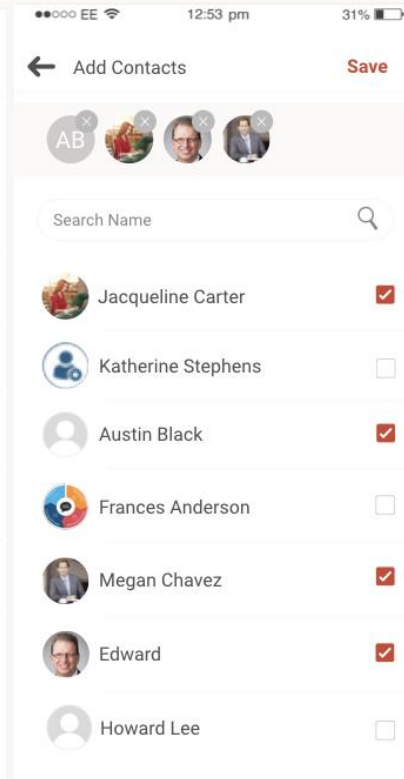 EE 12:53 pm 31%
Add Contacts Save
AB
Search Name
Jacqueline Carter
Katherine Stephens
Austin Black
Frances Anderson
Megan Chavez
Edward
Howard Lee